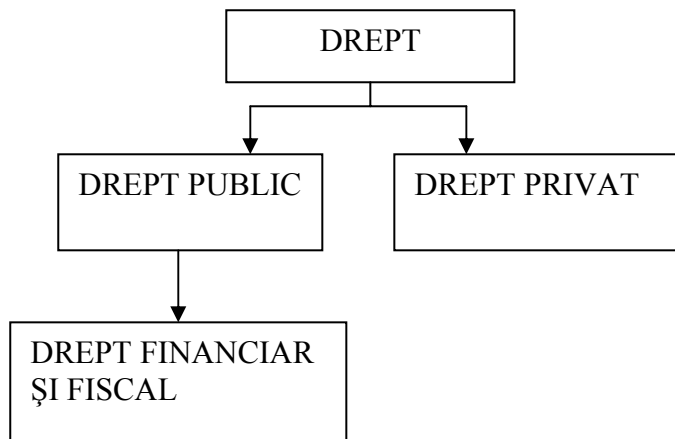 DREPT
DREPT PUBLIC
DREPT PRIVAT
DREPT FINANCIAR
ŞI FISCAL